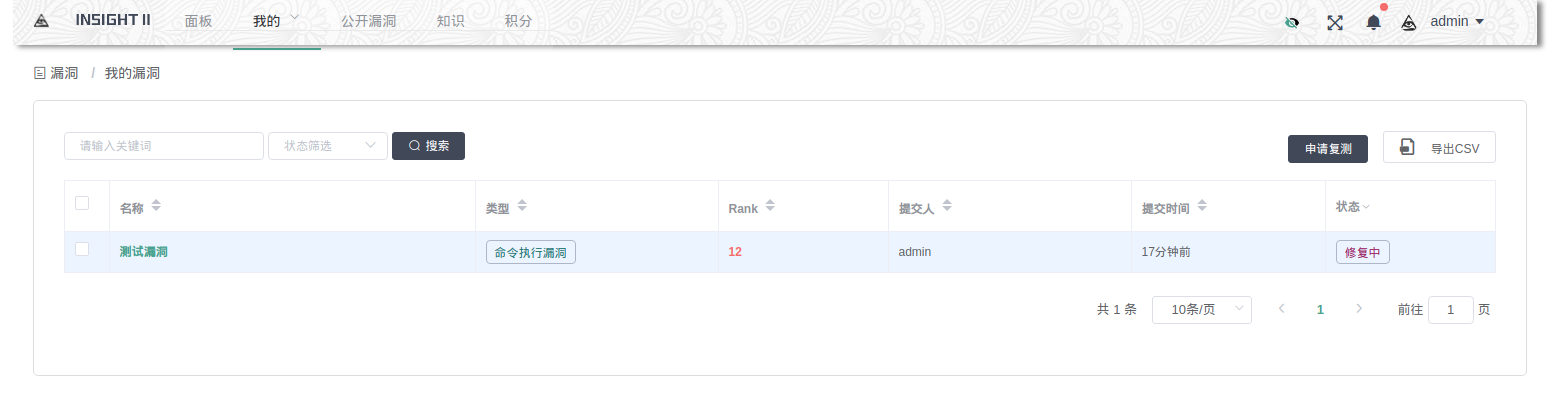 INSIGHT II 面板 我的 公开漏洞 知识 积分 admin
漏洞 / 我的漏洞
请输入关键词 状态筛选 搜索 申请复测 导出CSV
名称 类型 Rank 提交人 提交时间 状态
测试漏洞 命令执行漏洞 12 admin 17分钟前 修复中
共 1 条 10条/页 1 前往 1 页